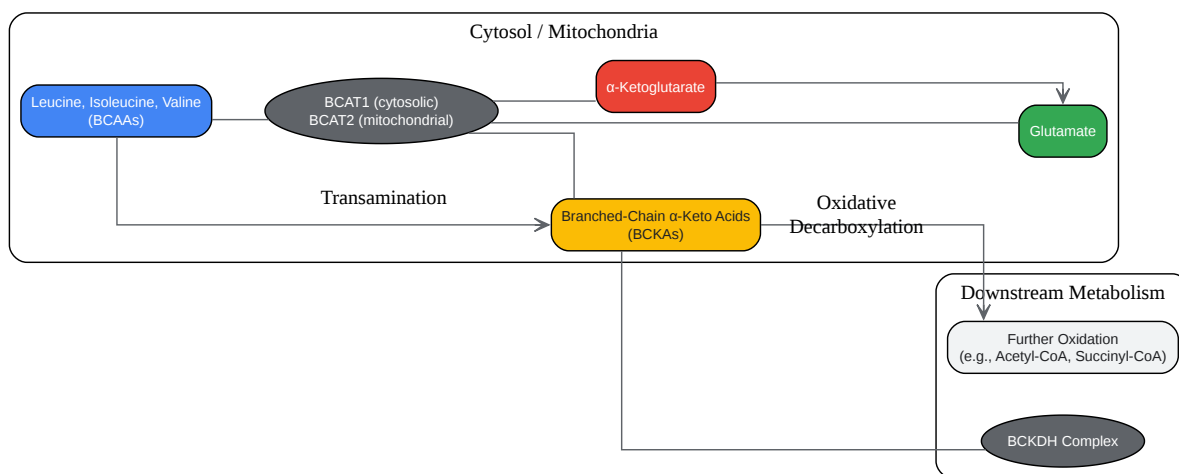 Cytosol / Mitochondria
Leucine, Isoleucine, Valine
(BCAAs)
BCAT1 (cytosolic)
BCAT2 (mitochondrial)
α-Ketoglutarate
Glutamate
Transamination
Branched-Chain α-Keto Acids
(BCKAs)
Oxidative
Decarboxylation
Downstream Metabolism
Further Oxidation
(e.g., Acetyl-CoA, Succinyl-CoA)
BCKDH Complex